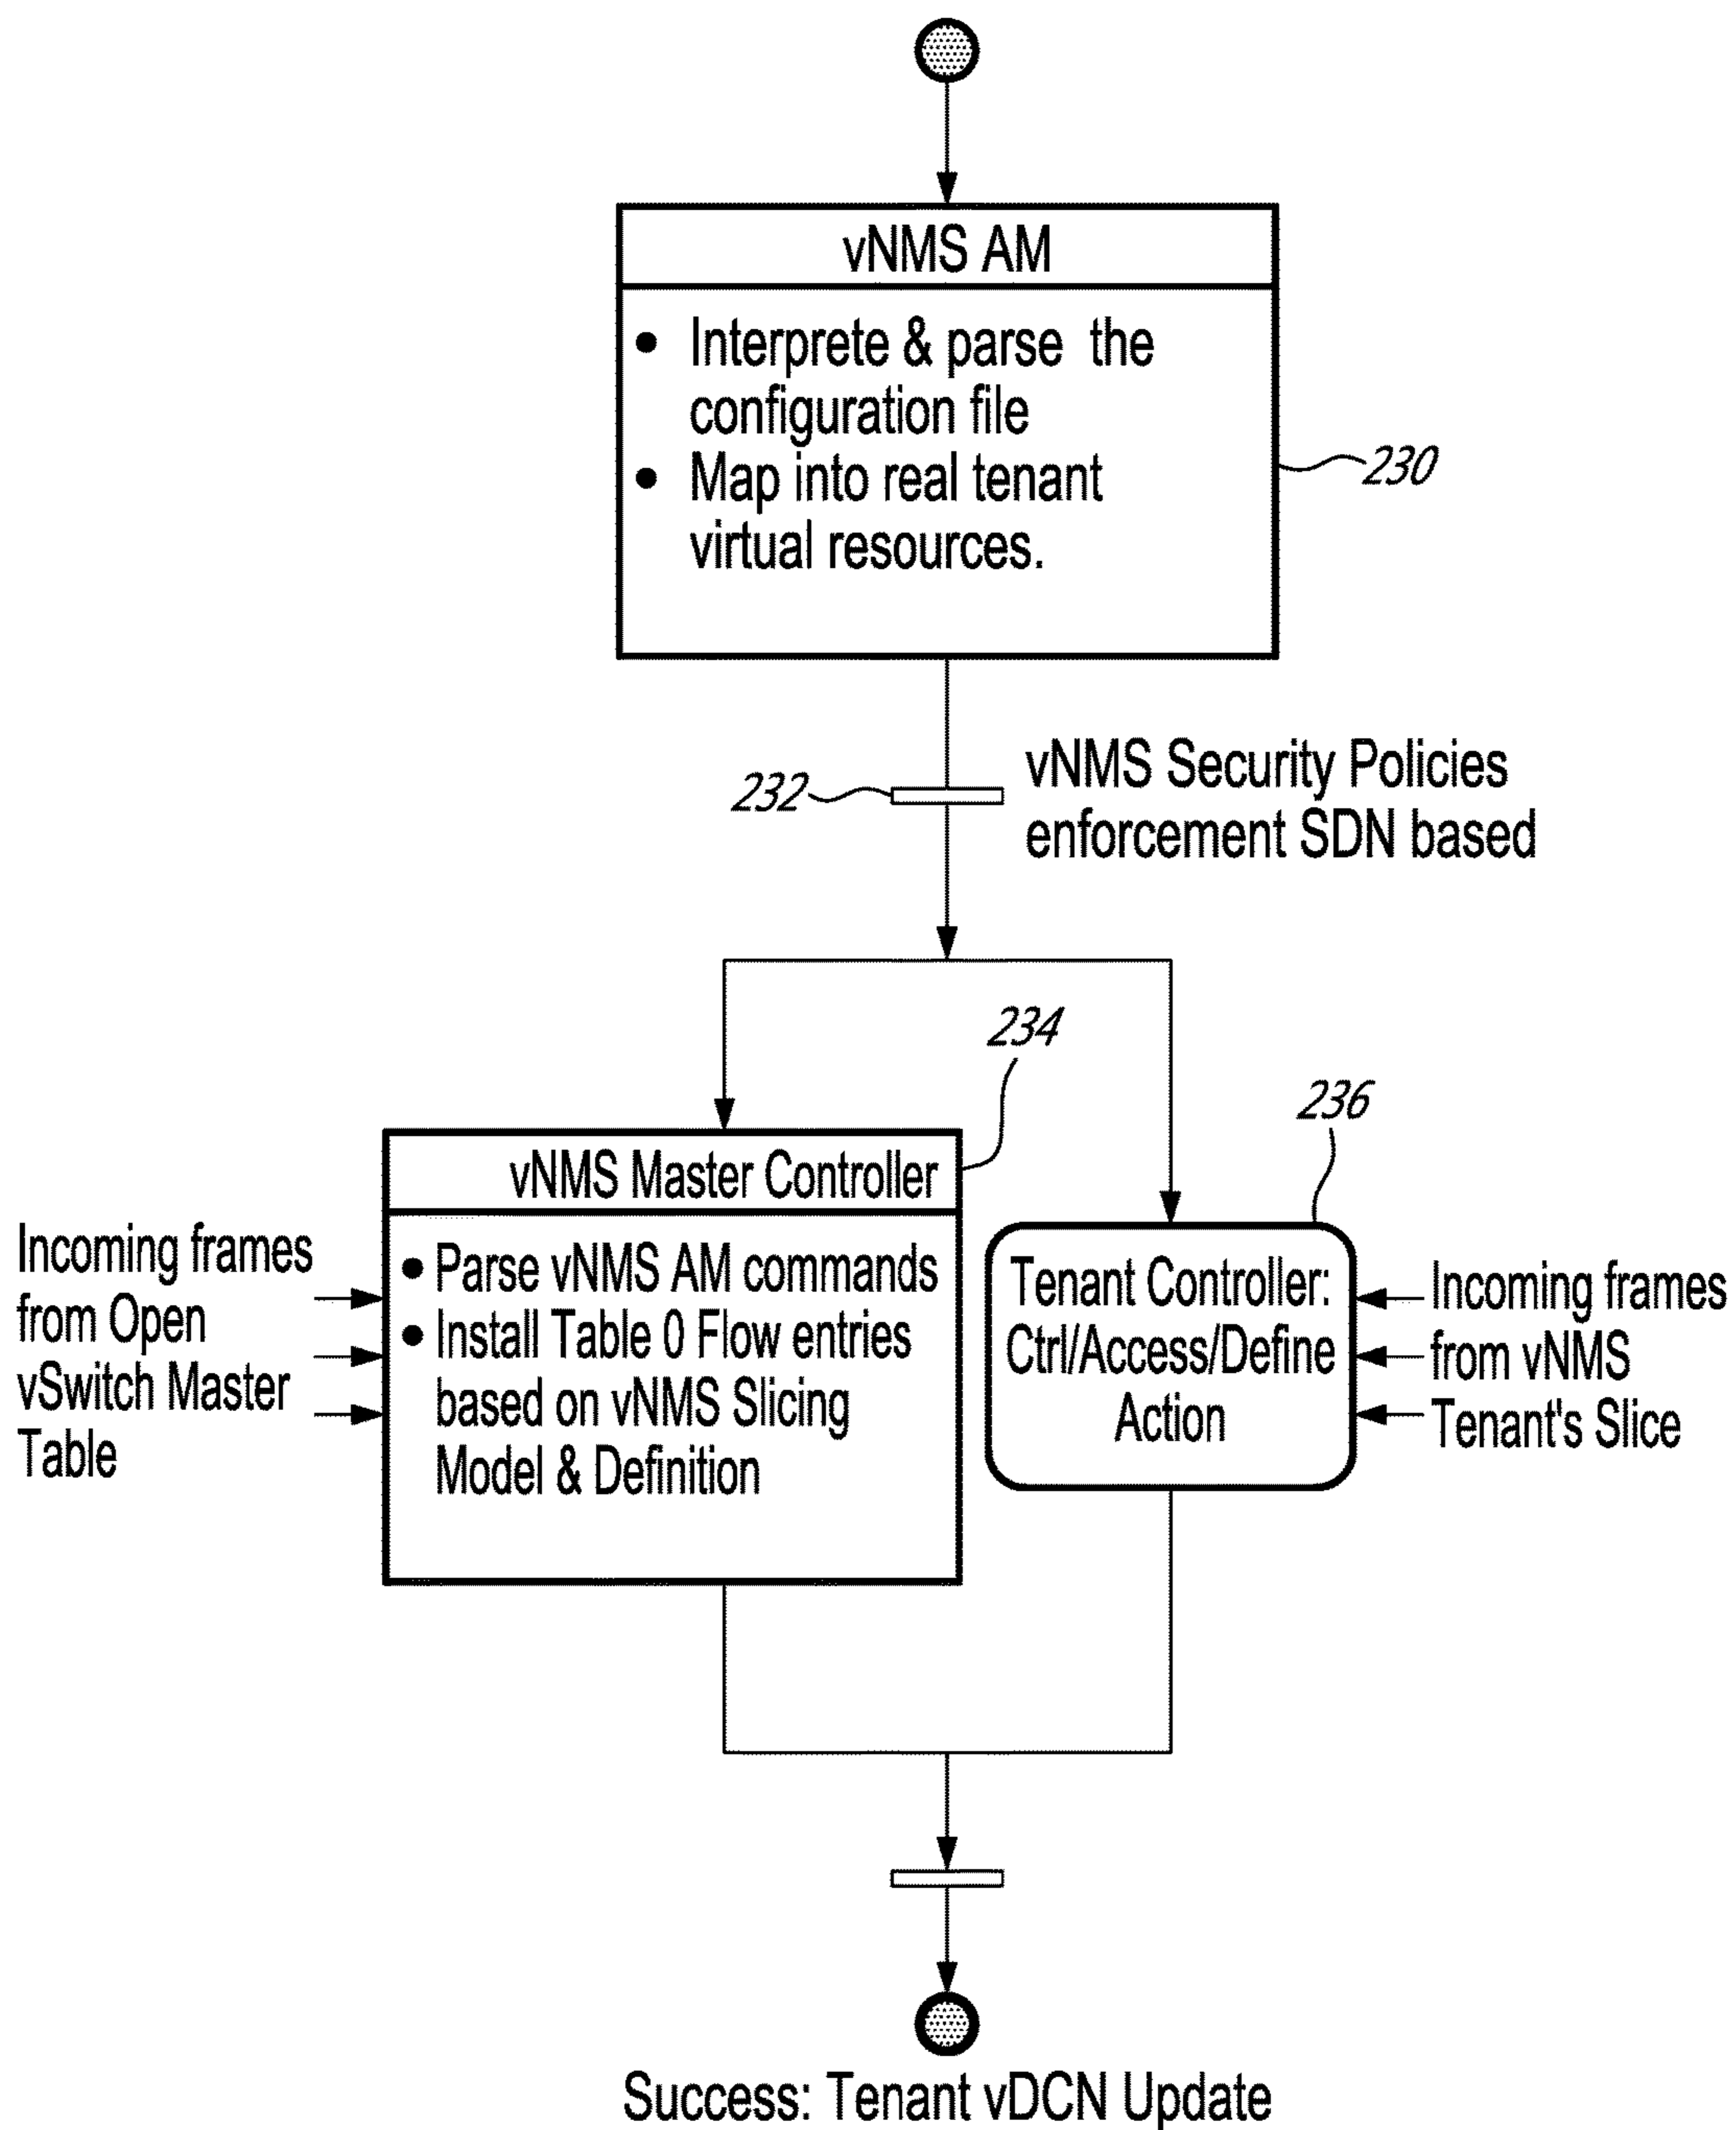 vNMS AM
• Interprete & parse the
configuration file
• Map into real tenant
virtual resources.
230
232
vNMS Security Policies
enforcement SDN based
234
236
vNMS Master Controller
• Parse vNMS AM commands
• Install Table 0 Flow entries
based on vNMS Slicing
Model & Definition
Incoming frames
from Open
vSwitch Master
Table
Tenant Controller:
Ctrl/Access/Define
Action
Incoming frames
from vNMS
Tenant's Slice
Success: Tenant vDCN Update